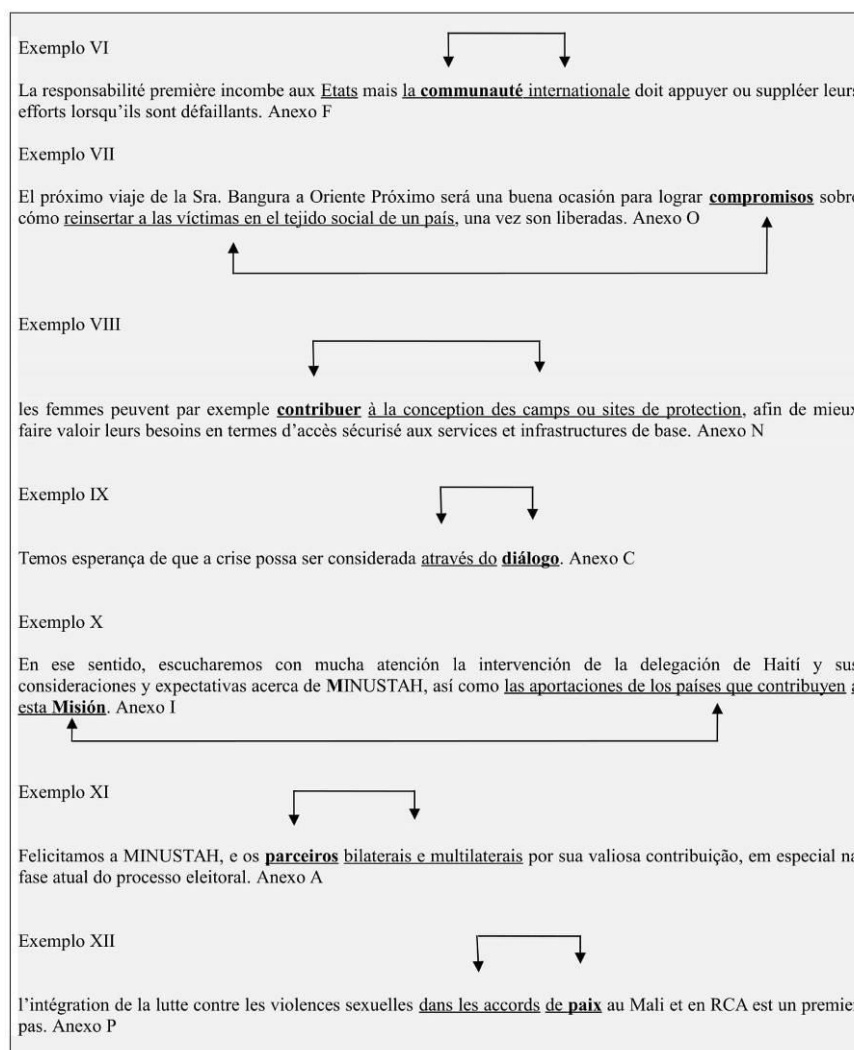 Exemplo VI
La responsabilité première incombe aux Etats mais la communauté internationale doit appuyer ou suppléer leurs
efforts lorsqu'ils sont défaillants. Anexo F
Exemplo VII
El próximo viaje de la Sra. Bangura a Oriente Próximo será una buena ocasión para lograr compromisos sobre
cómo reinsertar a las víctimas en el tejido social de un país, una vez son liberadas. Anexo O
Exemplo VIII
les femmes peuvent par exemple contribuer à la conception des camps ou sites de protection, afin de mieux
faire valoir leurs besoins en termes d'accès sécurisé aux services et infrastructures de base. Anexo N
Exemplo IX
Temos esperança de que a crise possa ser considerada através do diálogo. Anexo C
Exemplo X
En ese sentido, escucharemos con mucha atención la intervención de la delegación de Haití y sus
consideraciones y expectativas acerca de MINUSTAH, así como las aportaciones de los países que contribuyen a
esta Misión. Anexo I
Exemplo XI
Felicitamos a MINUSTAH, e os parceiros bilaterais e multilaterais por sua valiosa contribuição, em especial na
fase atual do processo eleitoral. Anexo A
Exemplo XII
l'intégration de la lutte contre les violences sexuelles dans les accords de paix au Mali et en RCA est un premier
pas. Anexo P